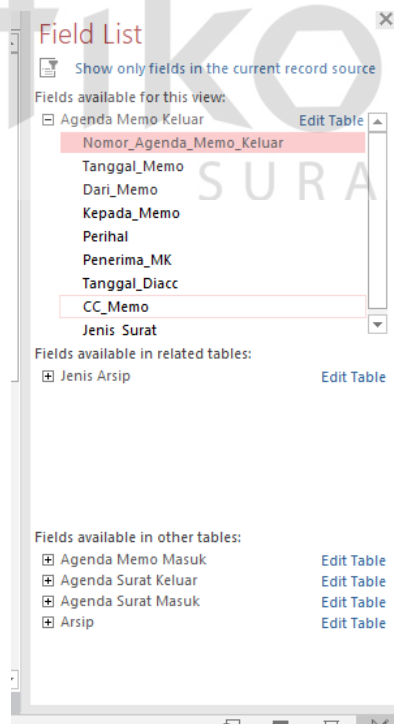 TIKO
Field List
Show only fields in the current record source
Fields available for this view:
Agenda Memo Keluar Edit Table
Nomor_Agenda_Memo_Keluar
Tanggal_Memo
SURA
Dari_Memo
Kepada_Memo
Perihal
Penerima_MK
Tanggal_Diacc
CC_Memo
Jenis_Surat
Fields available in related tables:
Jenis Arsip Edit Table
Fields available in other tables:
Agenda Memo Masuk Edit Table
Agenda Surat Keluar Edit Table
Agenda Surat Masuk Edit Table
Arsip Edit Table